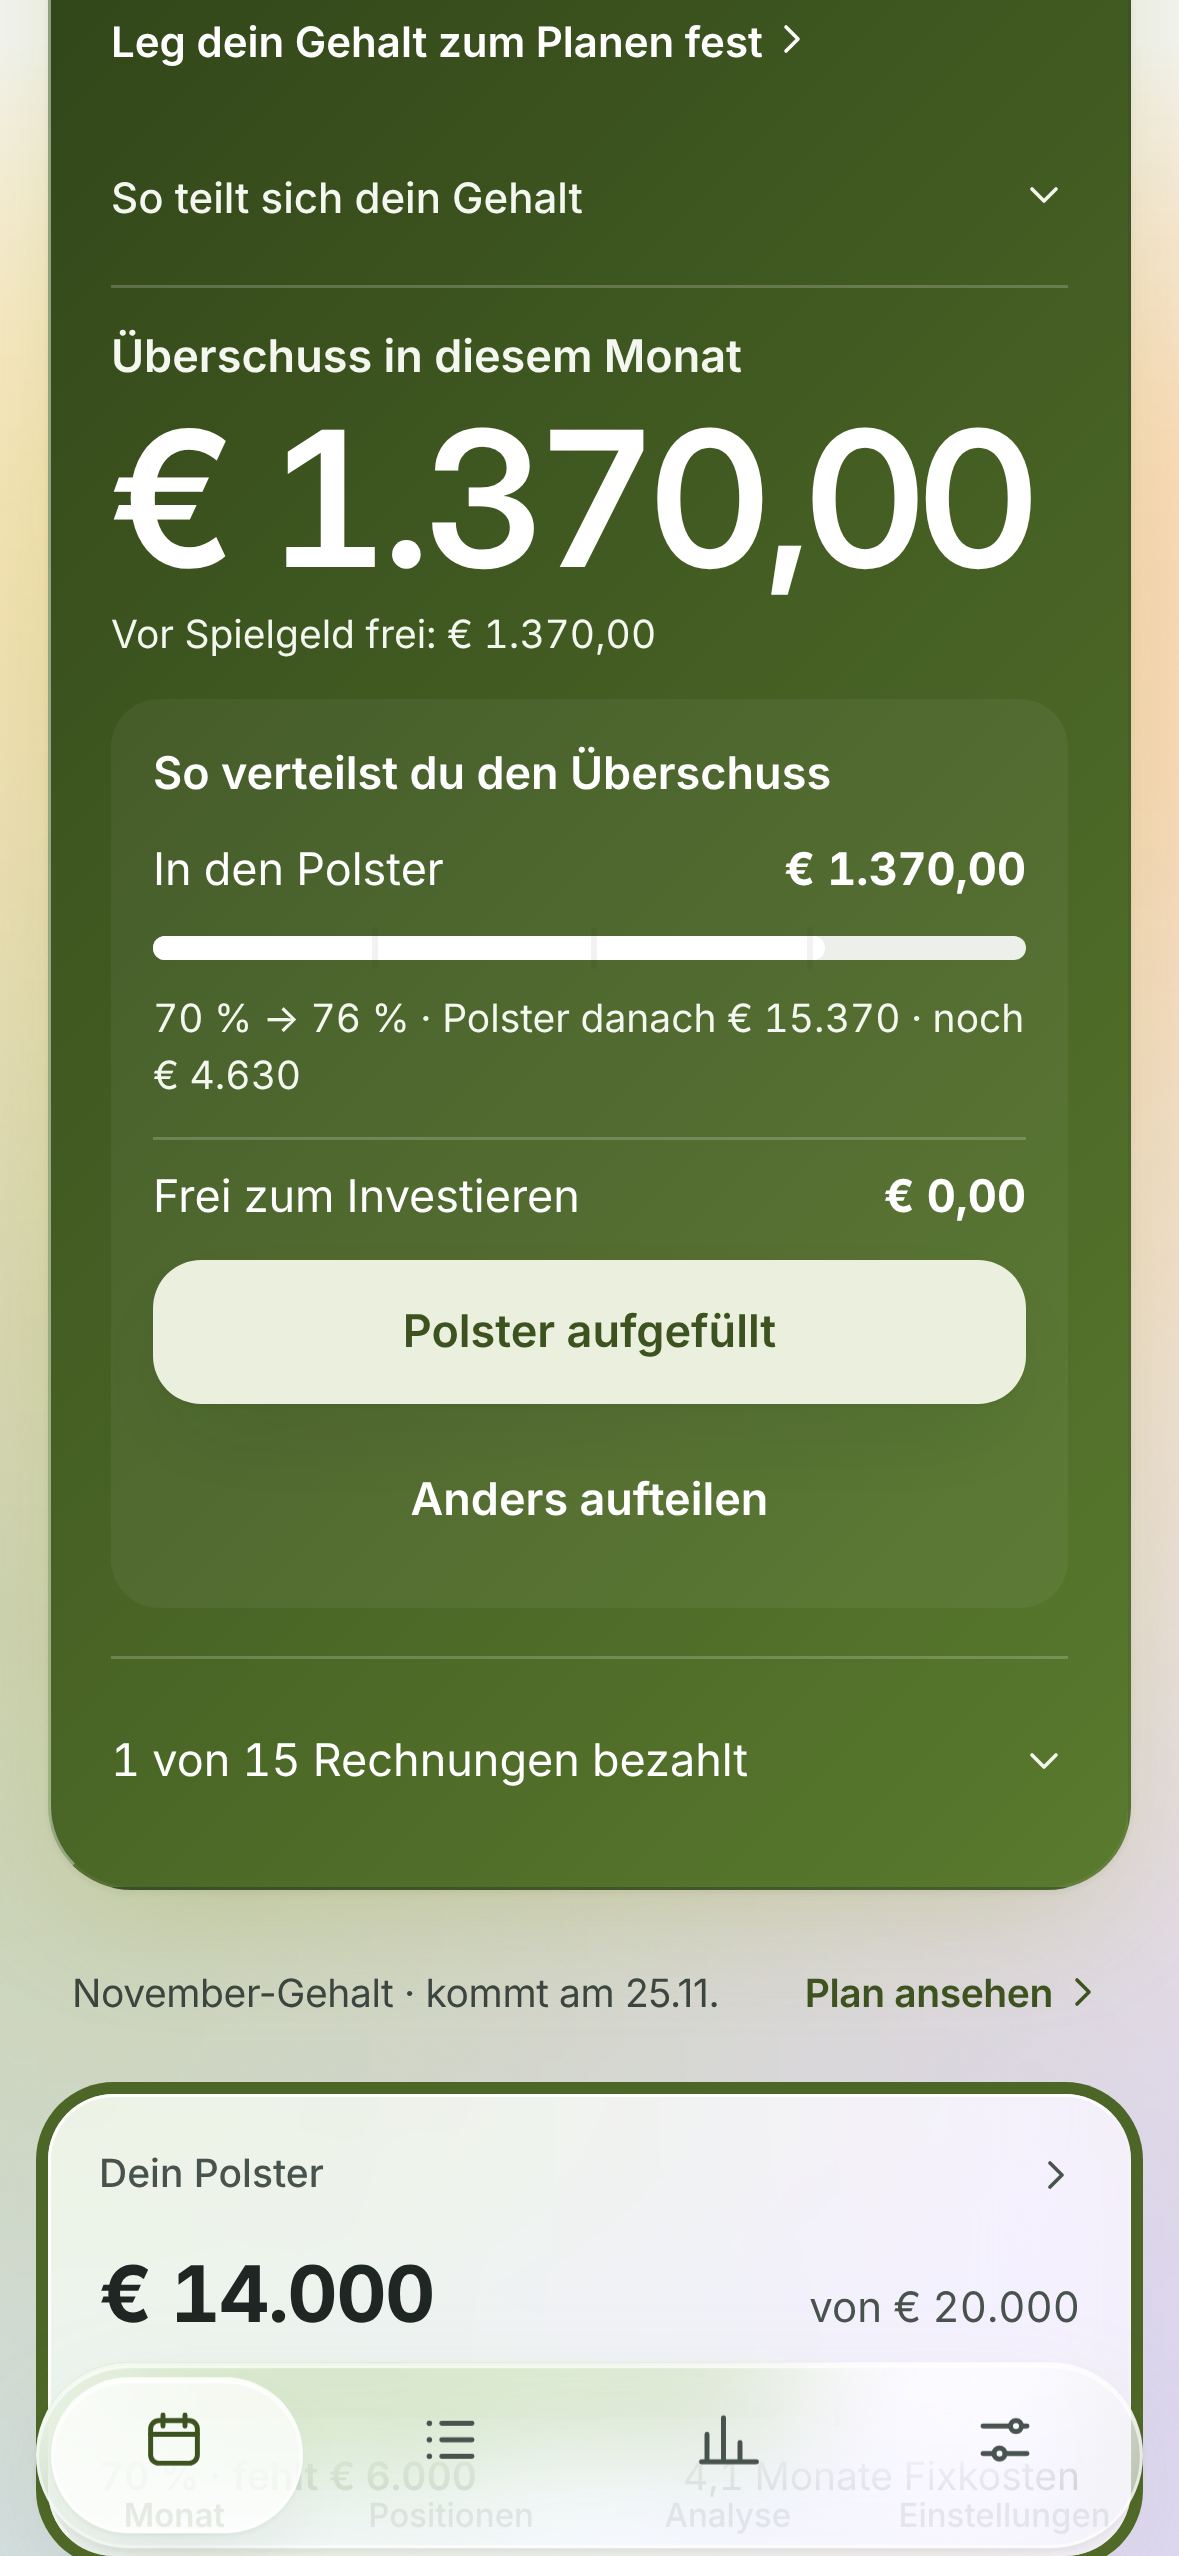 Leg dein Gehalt zum Planen fest
So teilt sich dein Gehalt
Überschuss in diesem Monat
€ 1.370,00
Vor Spielgeld frei: € 1.370,00
So verteilst du den Überschuss
In den Polster € 1.370,00
70 % → 76 % · Polster danach € 15.370 · noch
€ 4.630
Frei zum Investieren € 0,00
Polster aufgefüllt
Anders aufteilen
1 von 15 Rechnungen bezahlt
November-Gehalt · kommt am 25.11. Plan ansehen
Dein Polster
€ 14.000 von € 20.000
70 % · fehlt € 6.000 4,1 Monate Fixkosten
Monat Positionen Analyse Einstellungen